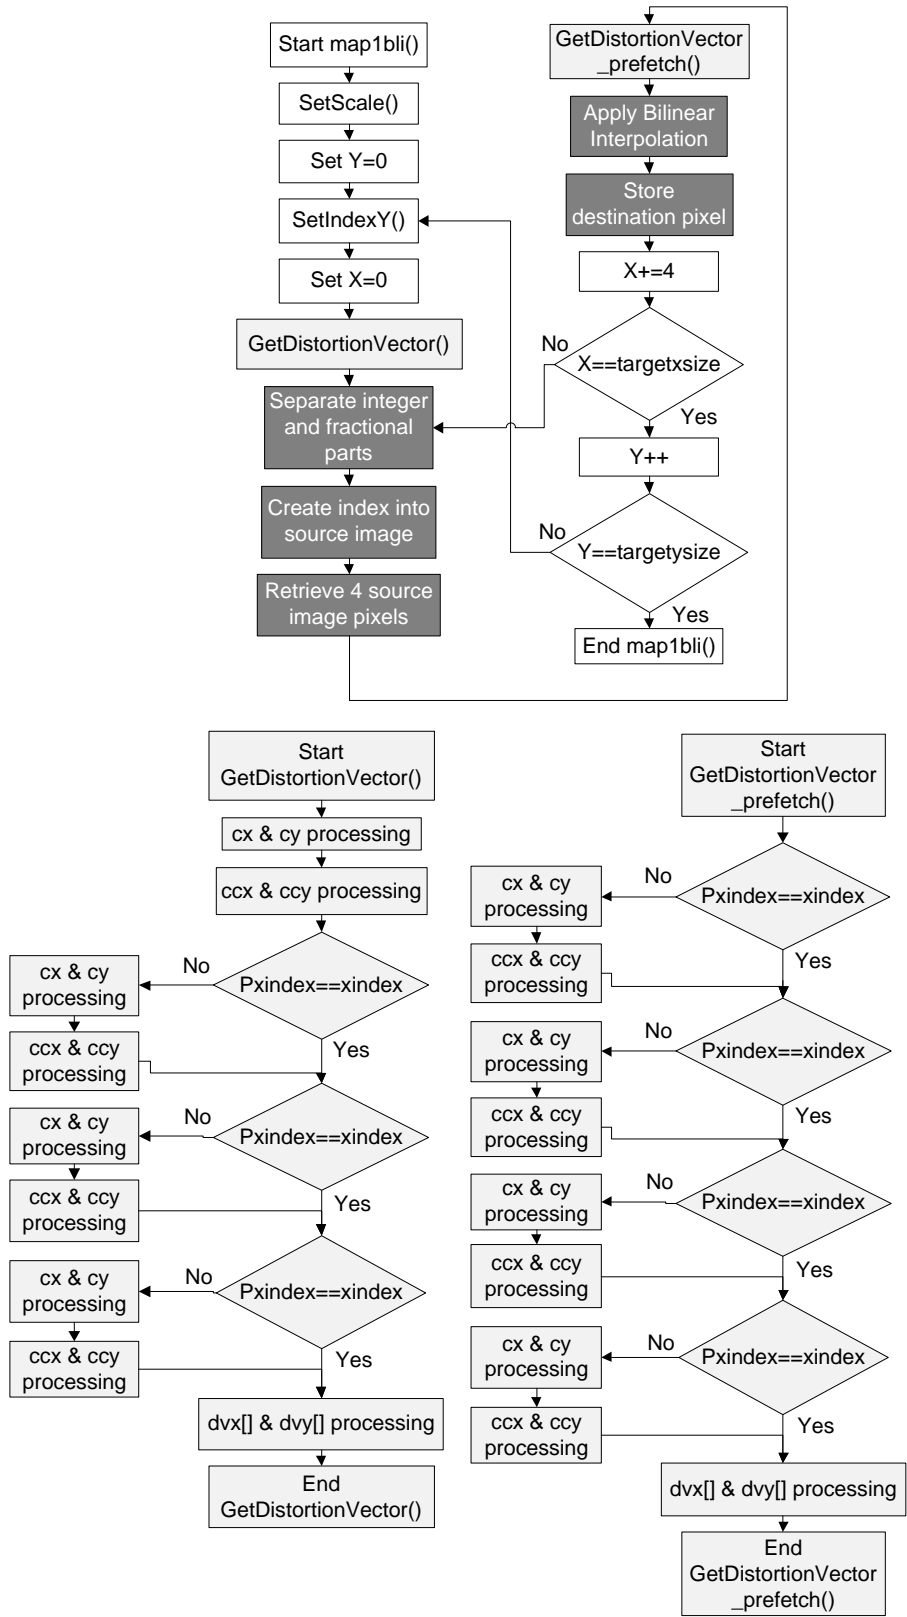 Start map1bli()
SetScale()
Set Y=0
SetIndexY()
Set X=0
GetDistortionVector()
Separate integer
and fractional
parts
Create index into
source image
Retrieve 4 source
image pixels
GetDistortionVector
_prefetch()
Apply Bilinear
Interpolation
Store
destination pixel
X+=4
No
X==targetxsize
Yes
Y++
No
Y==targetysize
Yes
End map1bli()
Start
GetDistortionVector()
cx & cy processing
ccx & ccy processing
No
Pxindex==xindex
cx & cy
processing
Yes
ccx & ccy
processing
No
Pxindex==xindex
cx & cy
processing
Yes
ccx & ccy
processing
No
Pxindex==xindex
cx & cy
processing
Yes
ccx & ccy
processing
dvx[] & dvy[] processing
End
GetDistortionVector()
Start
GetDistortionVector
_prefetch()
No
Pxindex==xindex
cx & cy
processing
Yes
ccx & ccy
processing
No
Pxindex==xindex
cx & cy
processing
Yes
ccx & ccy
processing
No
Pxindex==xindex
cx & cy
processing
Yes
ccx & ccy
processing
No
Pxindex==xindex
cx & cy
processing
Yes
ccx & ccy
processing
dvx[] & dvy[] processing
End
GetDistortionVector
_prefetch()